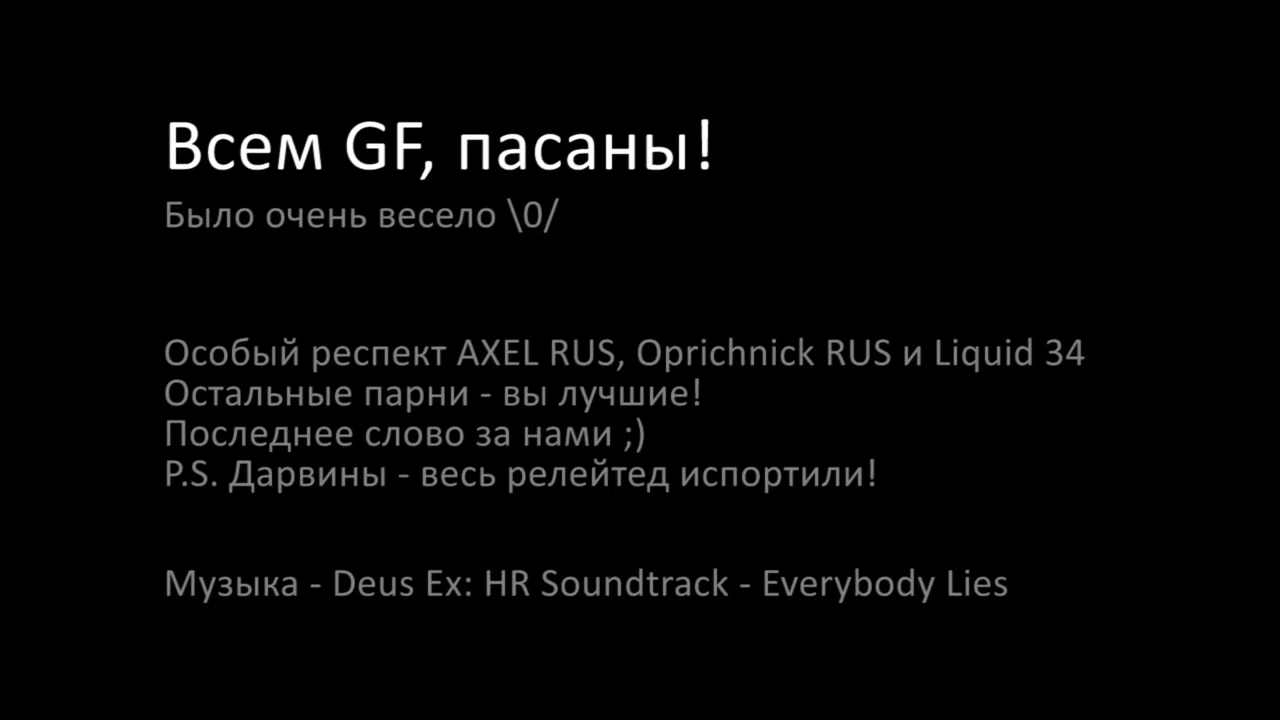 Всем GF, пасаны!
Было очень весело \0/
Особый респект AXEL RUS, Oprichnick RUS и Liquid 34
Остальные парни - вы лучшие!
Последнее слово за нами ;)
P.S. Дарвины - весь релейтед испортили!
Музыка - Deus Ex: HR Soundtrack - Everybody Lies